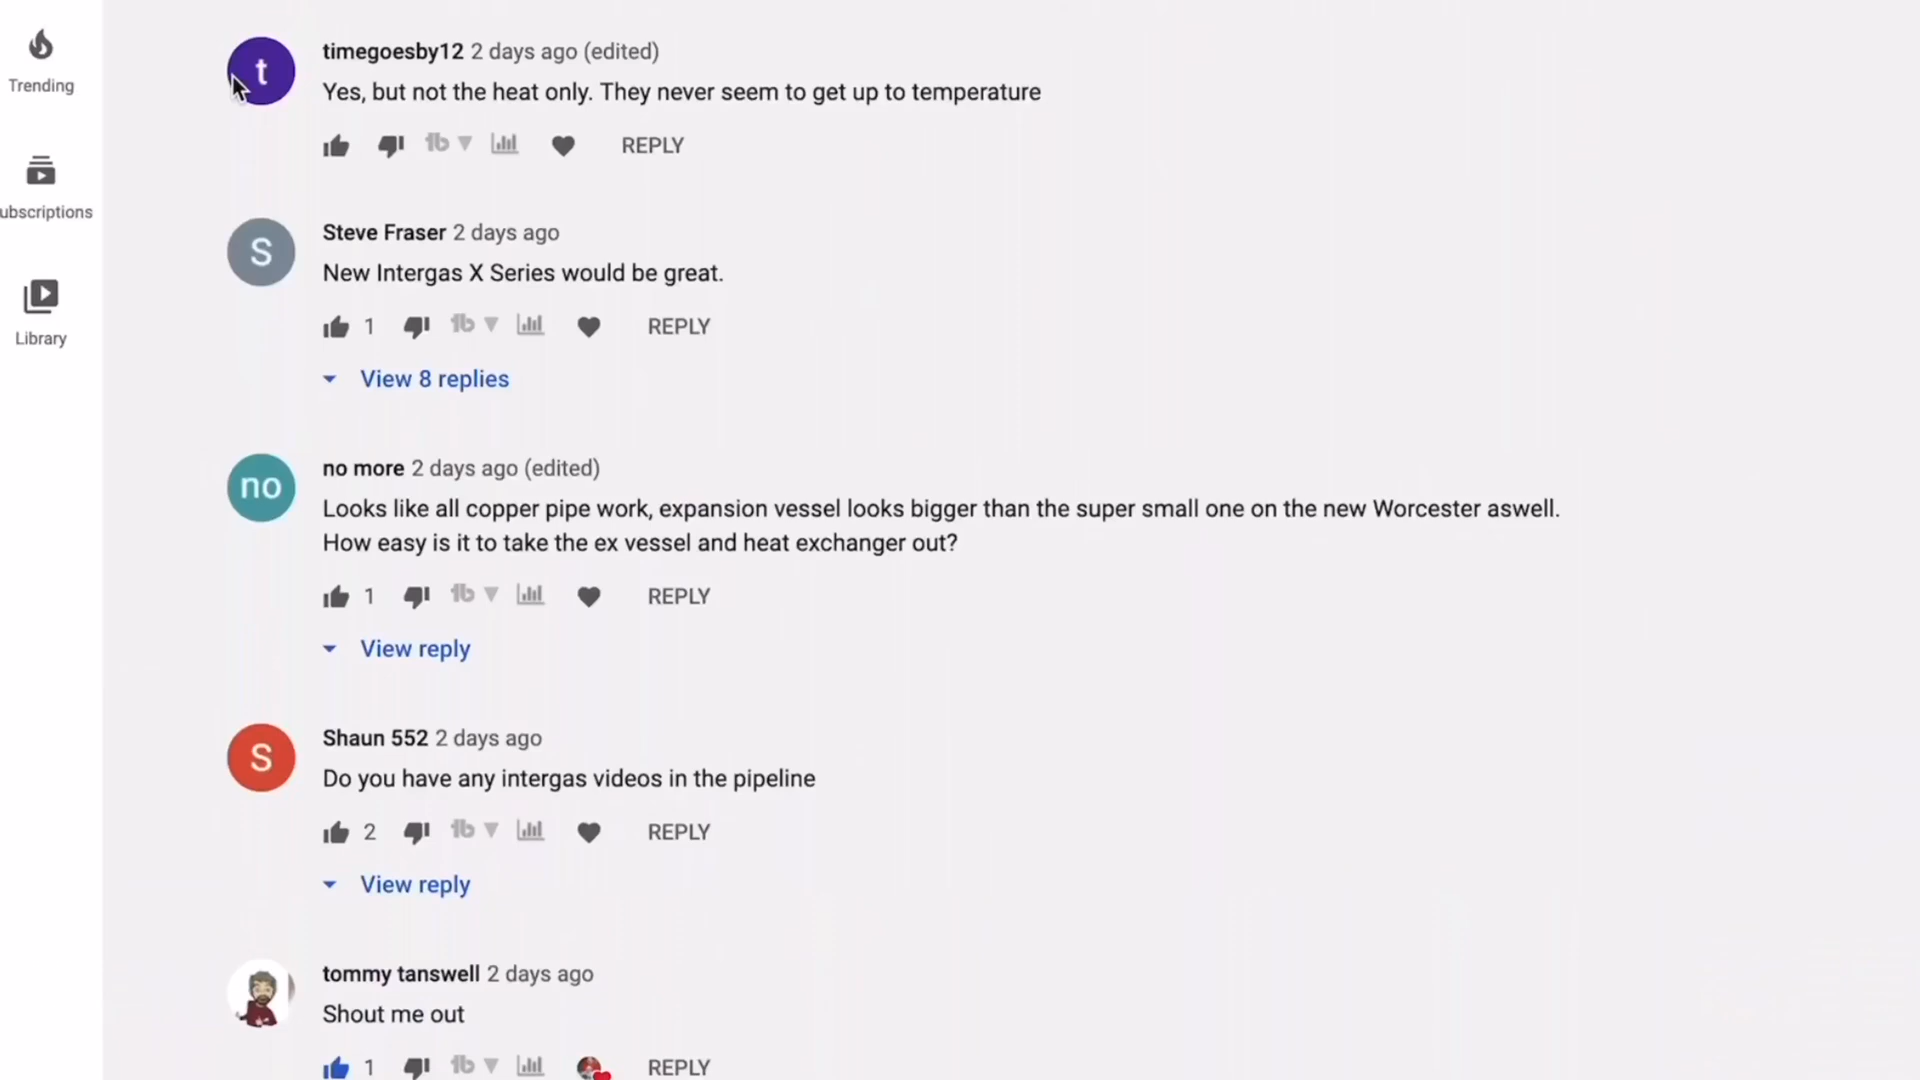 Trending
ubscriptions
Library
t
timegoesby12 2 days ago (edited)
Yes, but not the heat only. They never seem to get up to temperature
REPLY
S
Steve Fraser 2 days ago
New Intergas X Series would be great.
1 REPLY
View 8 replies
no
no more 2 days ago (edited)
Looks like all copper pipe work, expansion vessel looks bigger than the super small one on the new Worcester aswell.
How easy is it to take the ex vessel and heat exchanger out?
1 REPLY
View reply
S
Shaun 552 2 days ago
Do you have any intergas videos in the pipeline
2 REPLY
View reply
tommy tanswell 2 days ago
Shout me out
1 REPLY